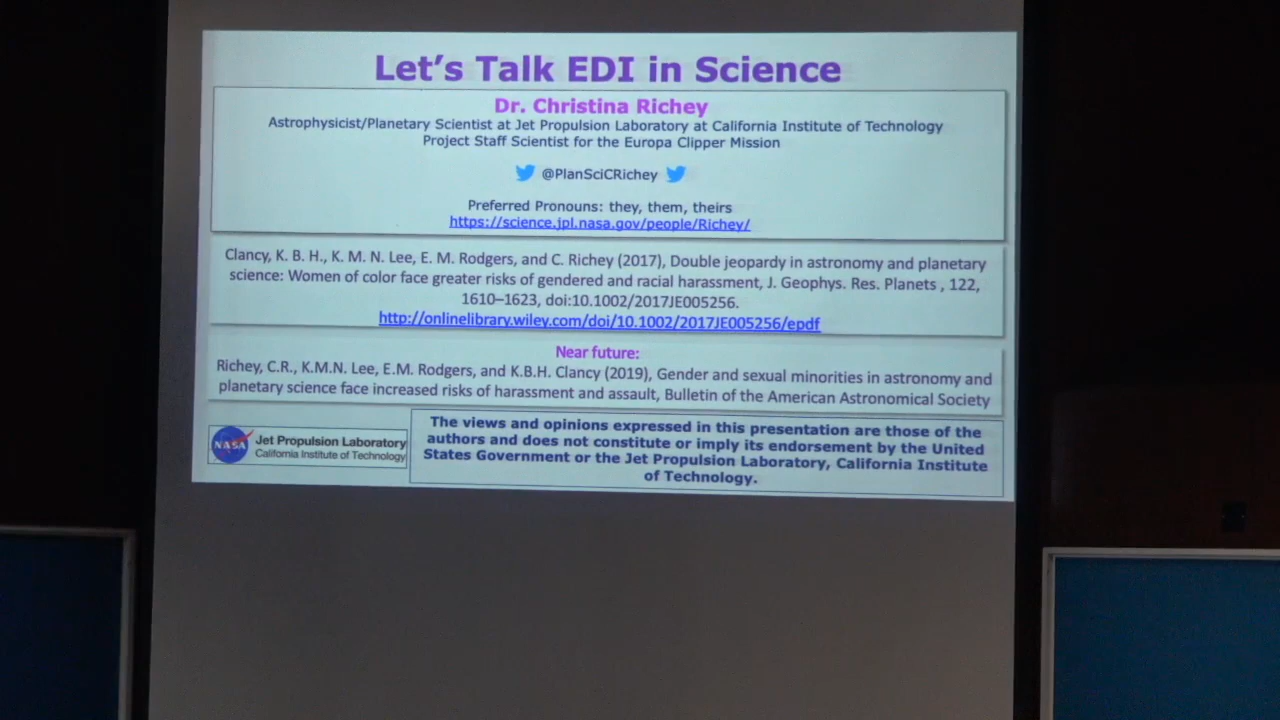 Let's Talk EDI in Science
Dr. Christina Richey
Astrophysicist/Planetary Scientist at Jet Propulsion Laboratory at California Institute of Technology
Project Staff Scientist for the Europa Clipper Mission
@PlanSciCRichey
Preferred Pronouns: they, them, theirs
https://science.jpl.nasa.gov/people/Richey/
Clancy, K. B. H., K. M. N. Lee, E. M. Rodgers, and C. Richey (2017), Double jeopardy in astronomy and planetary
science: Women of color face greater risks of gendered and racial harassment, J. Geophys. Res. Planets , 122,
1610–1623, doi:10.1002/2017JE005256.
http://onlinelibrary.wiley.com/doi/10.1002/2017JE005256/epdf
Near future:
Richey, C.R., K.M.N. Lee, E.M. Rodgers, and K.B.H. Clancy (2019), Gender and sexual minorities in astronomy and
planetary science face increased risks of harassment and assault, Bulletin of the American Astronomical Society
NASA
Jet Propulsion Laboratory
California Institute of Technology
The views and opinions expressed in this presentation are those of the
authors and does not constitute or imply its endorsement by the United
States Government or the Jet Propulsion Laboratory, California Institute
of Technology.